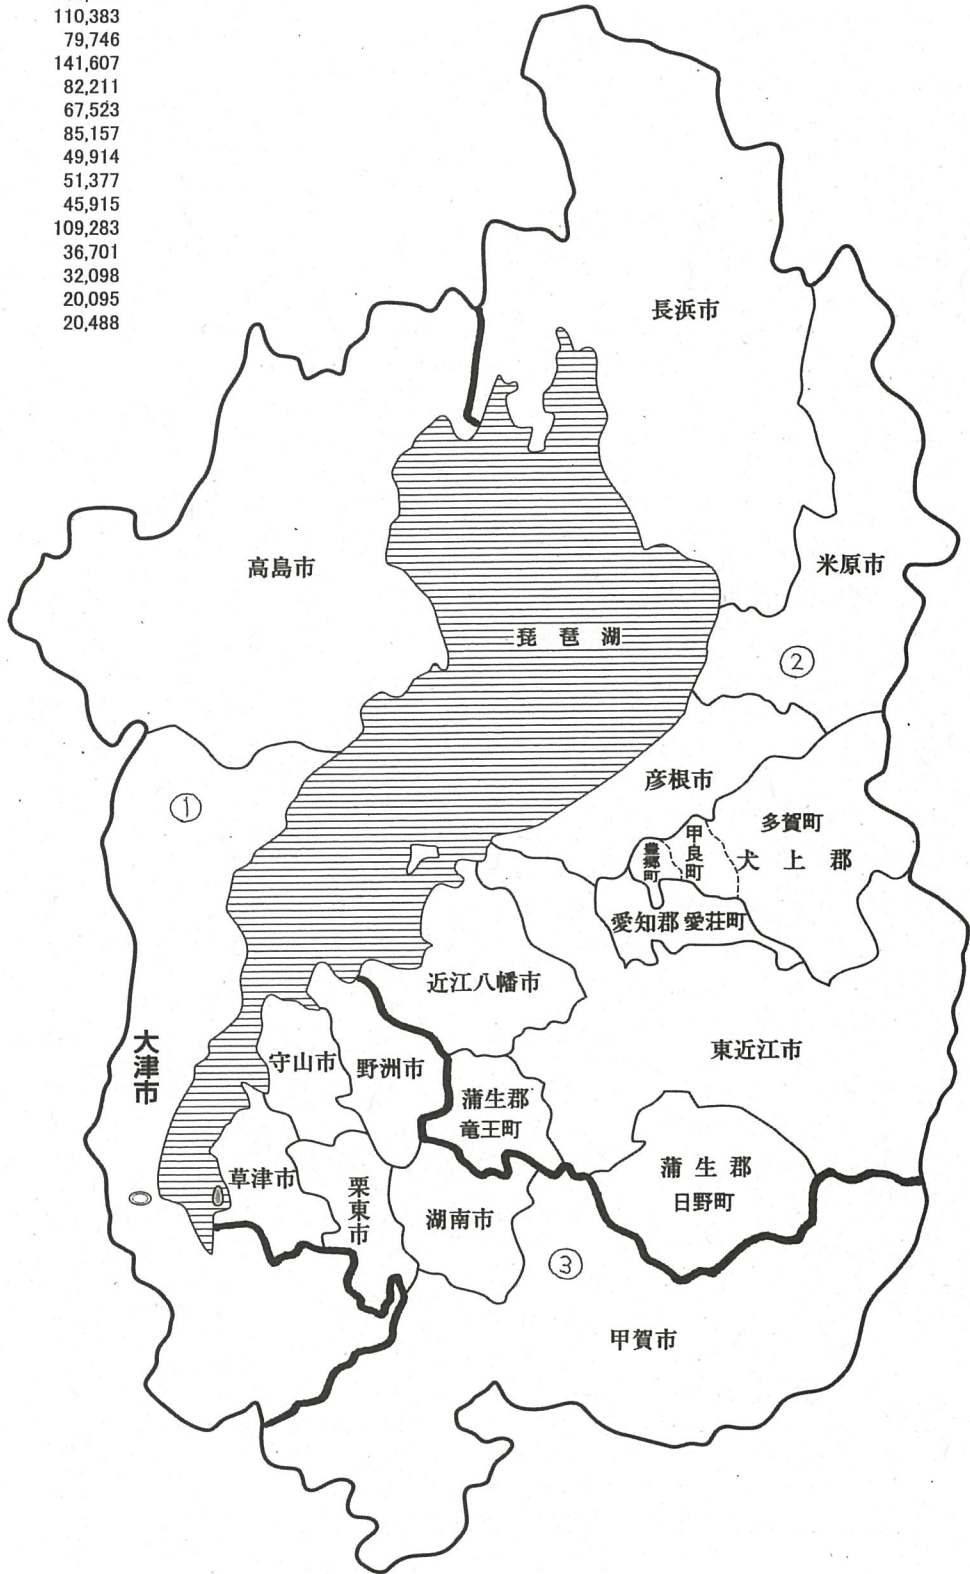 110,383
79,746
141,607
82,211
67,523
85,157
49,914
51,377
45,915
109,283
36,701
32,098
20,095
20,488
長浜市
高島市
米原市
琵琶湖
②
彦根市
①
多賀町
犬上郡
甲良町
豊郷町
愛知郡 愛荘町
近江八幡市
東近江市
大津市
守山市
野洲市
蒲生郡
竜王町
草津市
栗東市
湖南市
蒲生郡
日野町
③
甲賀市